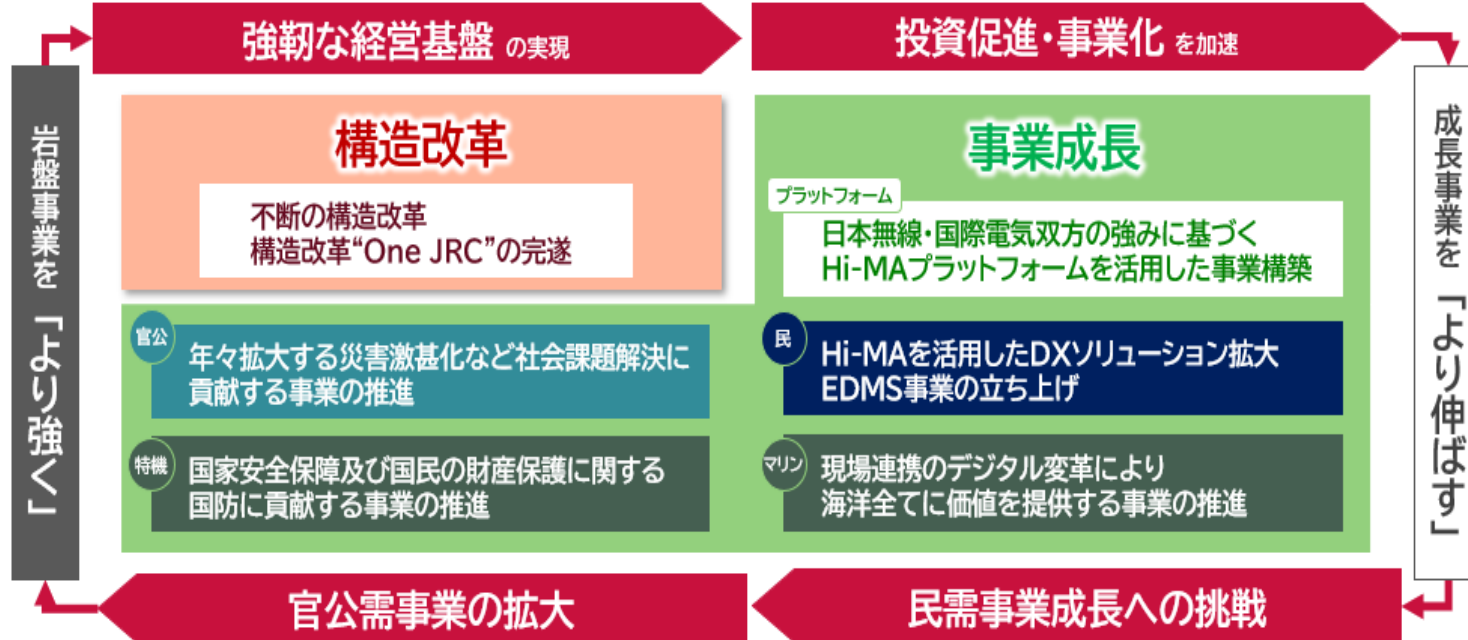 強靭な経営基盤 の実現
投資促進・事業化 を加速
岩盤事業を「より強く」
構造改革
不断の構造改革
構造改革“One JRC”の完遂
事業成長
プラットフォーム
日本無線・国際電気双方の強みに基づく
Hi-MAプラットフォームを活用した事業構築
官公
年々拡大する災害激甚化など社会課題解決に
貢献する事業の推進
民
Hi-MAを活用したDXソリューション拡大
EDMS事業の立ち上げ
特機
国家安全保障及び国民の財産保護に関する
国防に貢献する事業の推進
マリン
現場連携のデジタル変革により
海洋全てに価値を提供する事業の推進
成長事業を「より伸ばす」
官公需事業の拡大
民需事業成長への挑戦